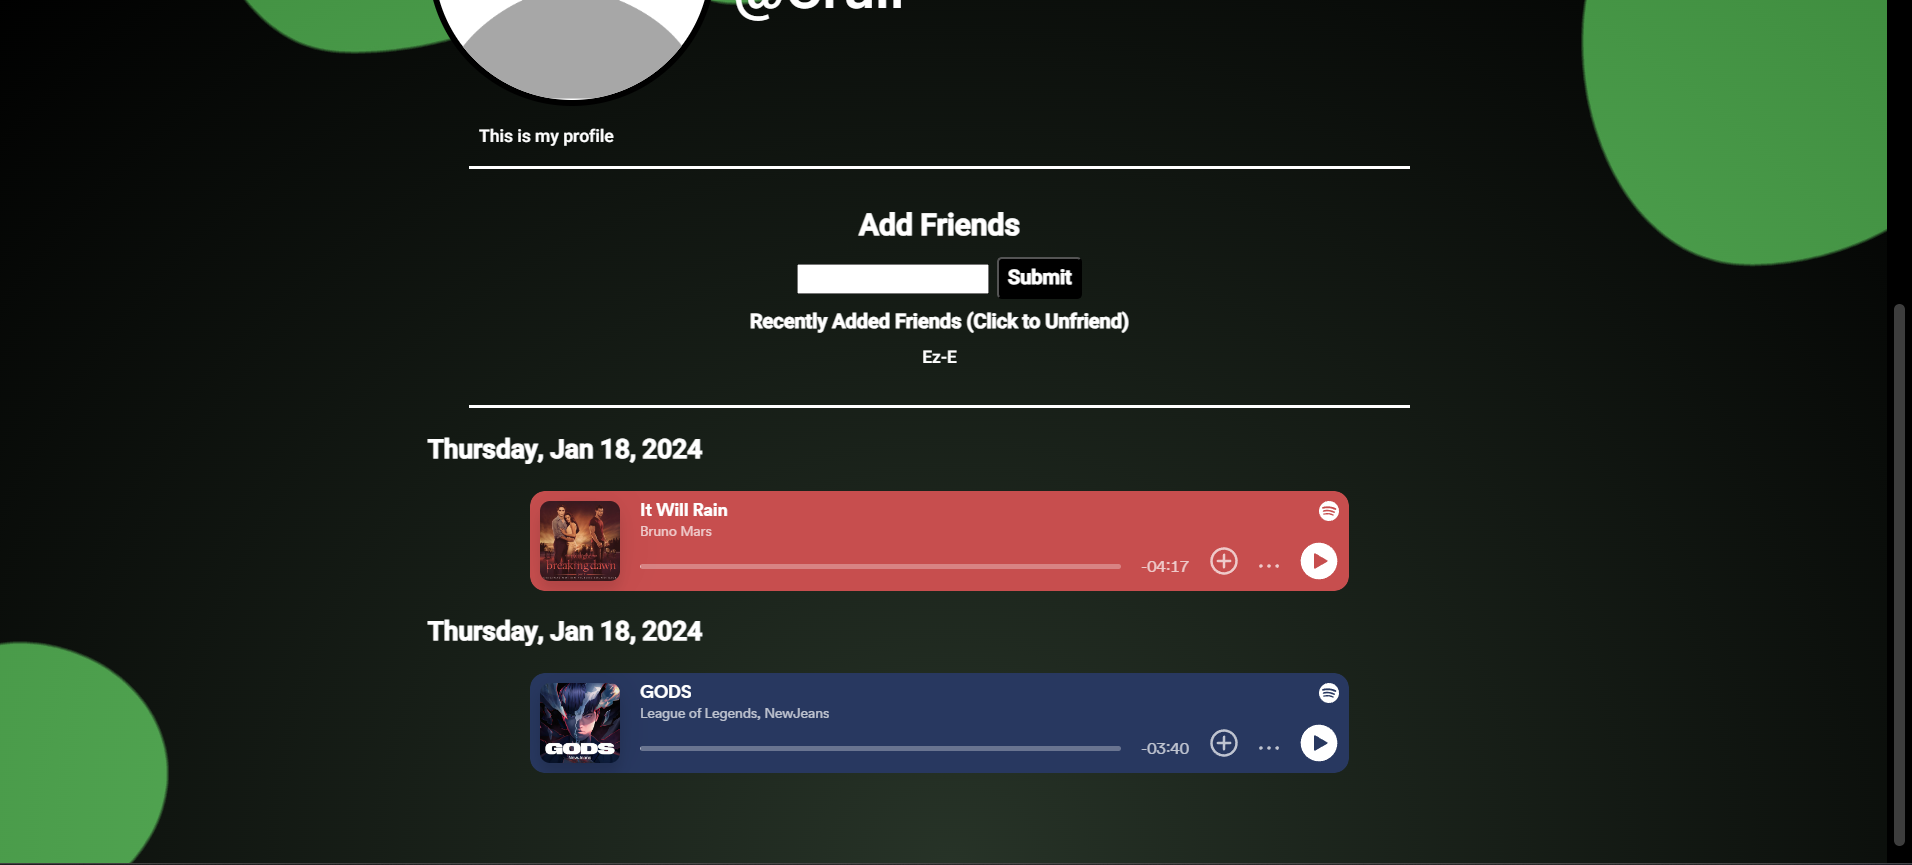 This is my profile
Add Friends
Submit
Recently Added Friends (Click to Unfriend)
Ez-E
Thursday, Jan 18, 2024
It Will Rain
Bruno Mars
-04:17
breaking dawn
Thursday, Jan 18, 2024
GODS
League of Legends, NewJeans
-03:40
GODS
NewJeans